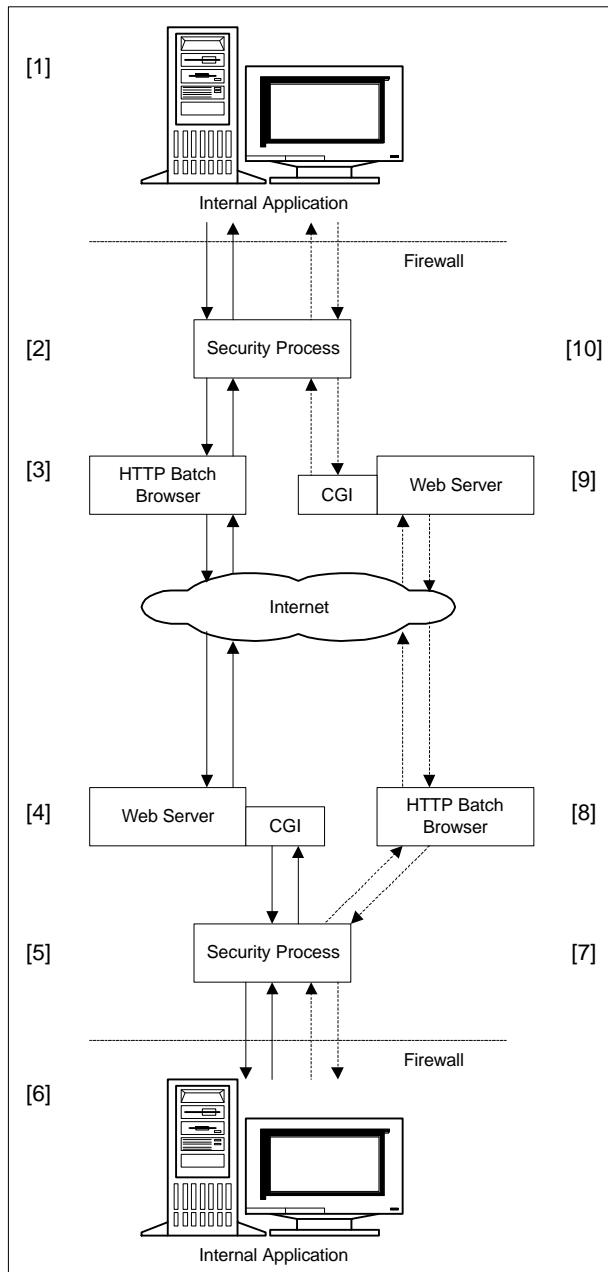 [1]
Internal Application
Firewall
[2]
Security Process
[10]
[3]
HTTP Batch
Browser
CGI
Web Server
[9]
Internet
[4]
Web Server
CGI
HTTP Batch
Browser
[8]
[5]
Security Process
[7]
Firewall
[6]
Internal Application